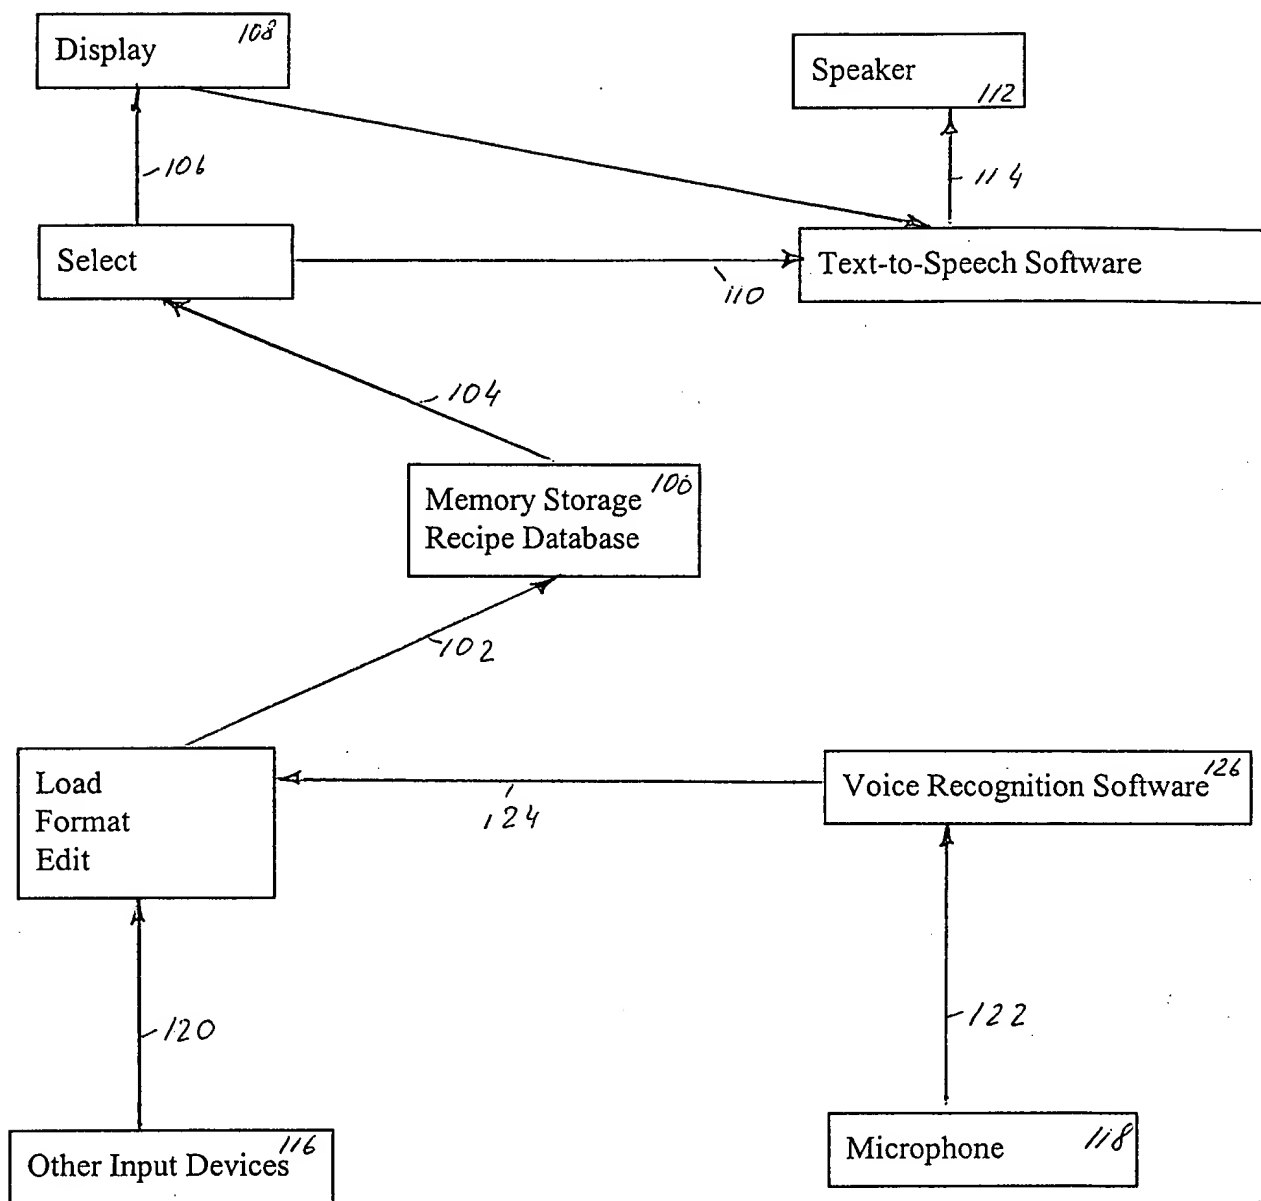 Display 108
Speaker
112
106
114
Select
Text-to-Speech Software
110
104
Memory Storage 100
Recipe Database
102
Load
Format
Edit
Voice Recognition Software 126
124
120
122
Other Input Devices 116
Microphone 118